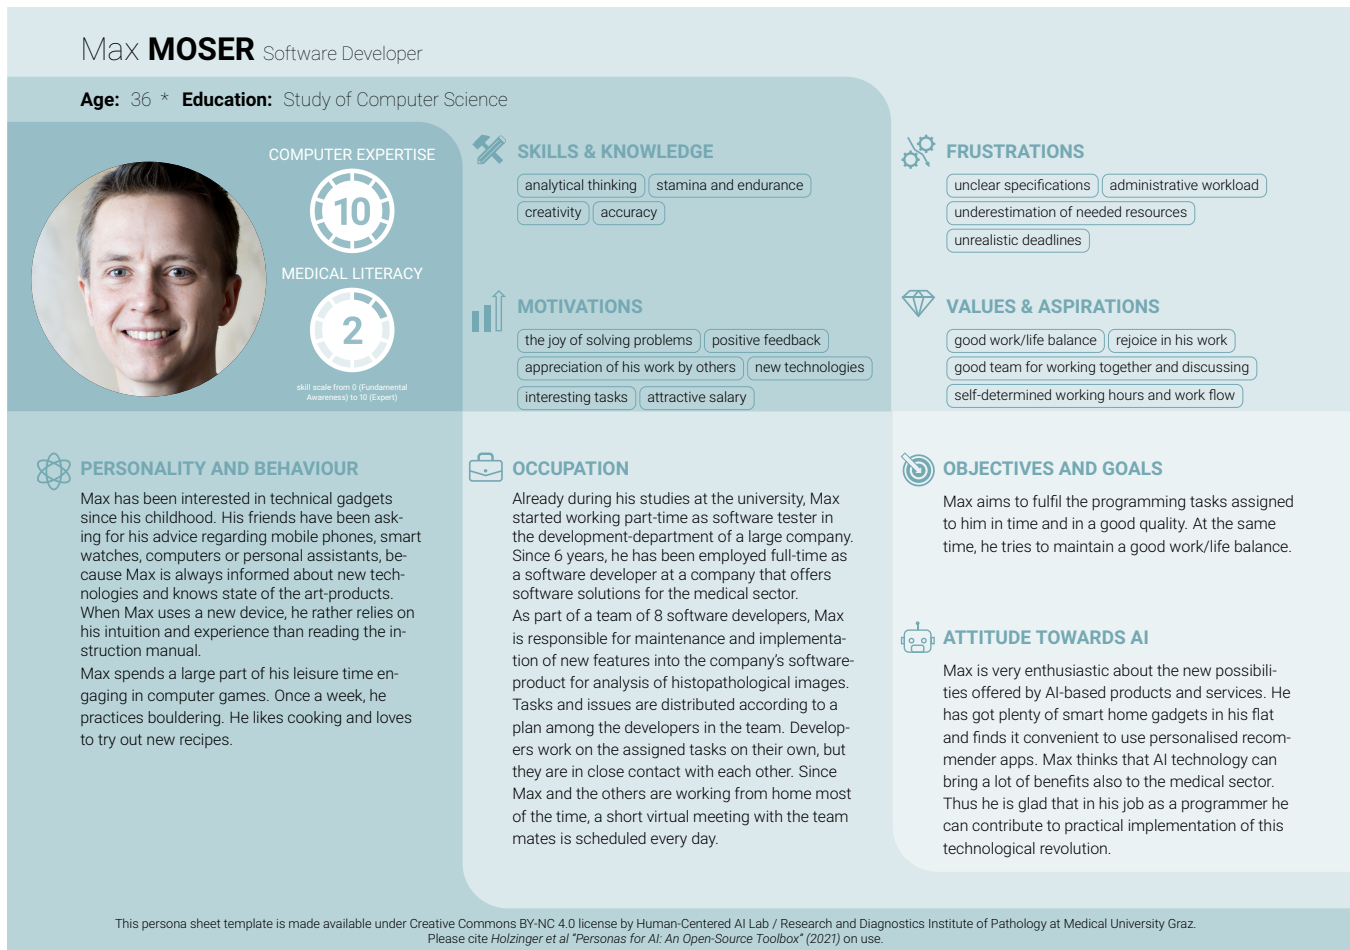 Max MOSER Software Developer
Age: 36 * Education: Study of Computer Science
COMPUTER EXPERTISE
10
MEDICAL LITERACY
2
skill scale from 0 (Fundamental
Awareness) to 10 (Expert)
SKILLS & KNOWLEDGE
analytical thinking stamina and endurance
creativity accuracy
MOTIVATIONS
the joy of solving problems positive feedback
appreciation of his work by others new technologies
interesting tasks attractive salary
FRUSTRATIONS
unclear specifications administrative workload
underestimation of needed resources
unrealistic deadlines
VALUES & ASPIRATIONS
good work/life balance rejoice in his work
good team for working together and discussing
self-determined working hours and work flow
PERSONALITY AND BEHAVIOUR
Max has been interested in technical gadgets
since his childhood. His friends have been ask-
ing for his advice regarding mobile phones, smart
watches, computers or personal assistants, be-
cause Max is always informed about new tech-
nologies and knows state of the art-products.
When Max uses a new device, he rather relies on
his intuition and experience than reading the in-
struction manual.
Max spends a large part of his leisure time en-
gaging in computer games. Once a week, he
practices bouldering. He likes cooking and loves
to try out new recipes.
OCCUPATION
Already during his studies at the university, Max
started working part-time as software tester in
the development-department of a large company.
Since 6 years, he has been employed full-time as
a software developer at a company that offers
software solutions for the medical sector.
As part of a team of 8 software developers, Max
is responsible for maintenance and implementa-
tion of new features into the company's software-
product for analysis of histopathological images.
Tasks and issues are distributed according to a
plan among the developers in the team. Develop-
ers work on the assigned tasks on their own, but
they are in close contact with each other. Since
Max and the others are working from home most
of the time, a short virtual meeting with the team
mates is scheduled every day.
OBJECTIVES AND GOALS
Max aims to fulfil the programming tasks assigned
to him in time and in a good quality. At the same
time, he tries to maintain a good work/life balance.
ATTITUDE TOWARDS AI
Max is very enthusiastic about the new possibili-
ties offered by AI-based products and services. He
has got plenty of smart home gadgets in his flat
and finds it convenient to use personalised recom-
mender apps. Max thinks that AI technology can
bring a lot of benefits also to the medical sector.
Thus he is glad that in his job as a programmer he
can contribute to practical implementation of this
technological revolution.
This persona sheet template is made available under Creative Commons BY-NC 4.0 license by Human-Centered AI Lab / Research and Diagnostics Institute of Pathology at Medical University Graz.
Please cite Holzinger et al "Personas for AI: An Open-Source Toolbox" (2021) on use.